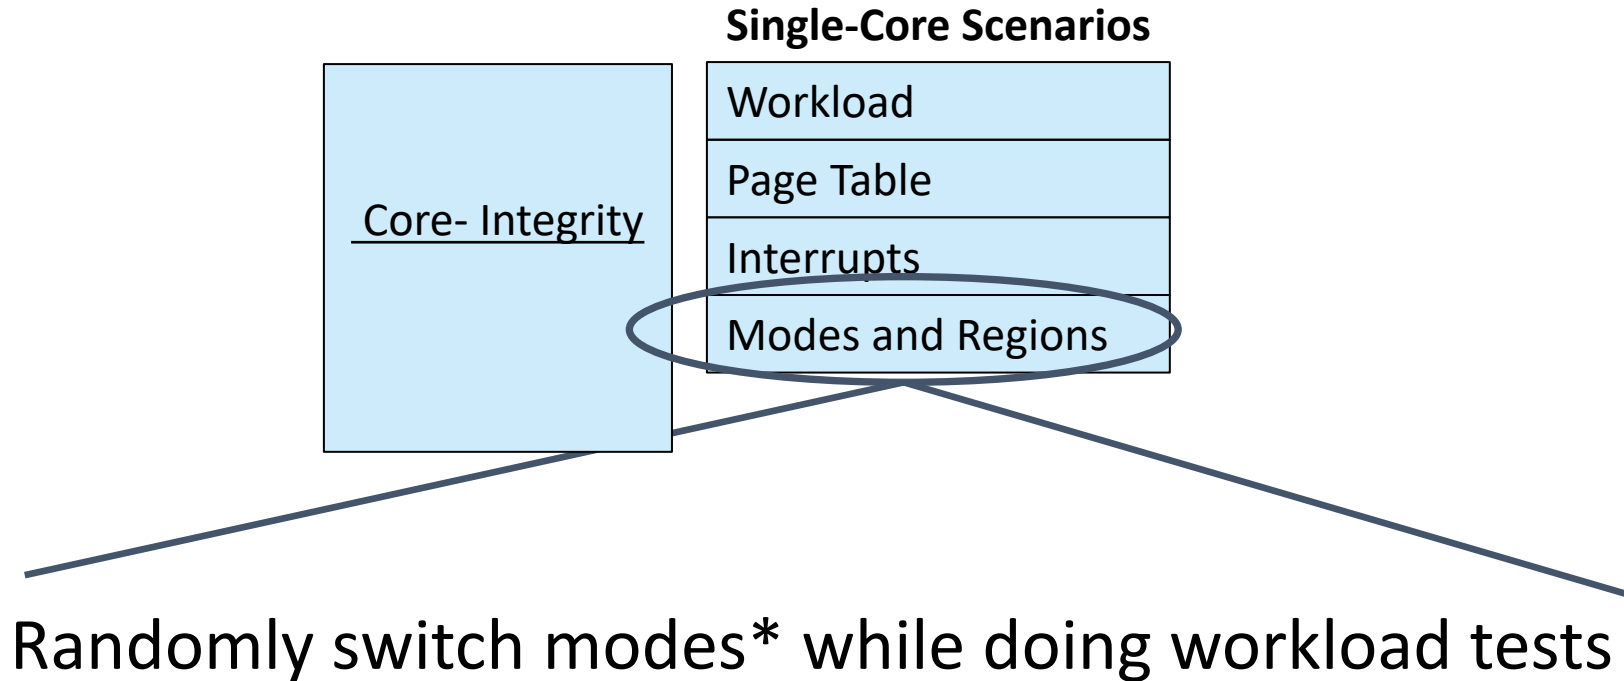 Single-Core Scenarios
Workload
Page Table
Core- Integrity
Interrupts
Modes and Regions
Randomly switch modes* while doing workload tests